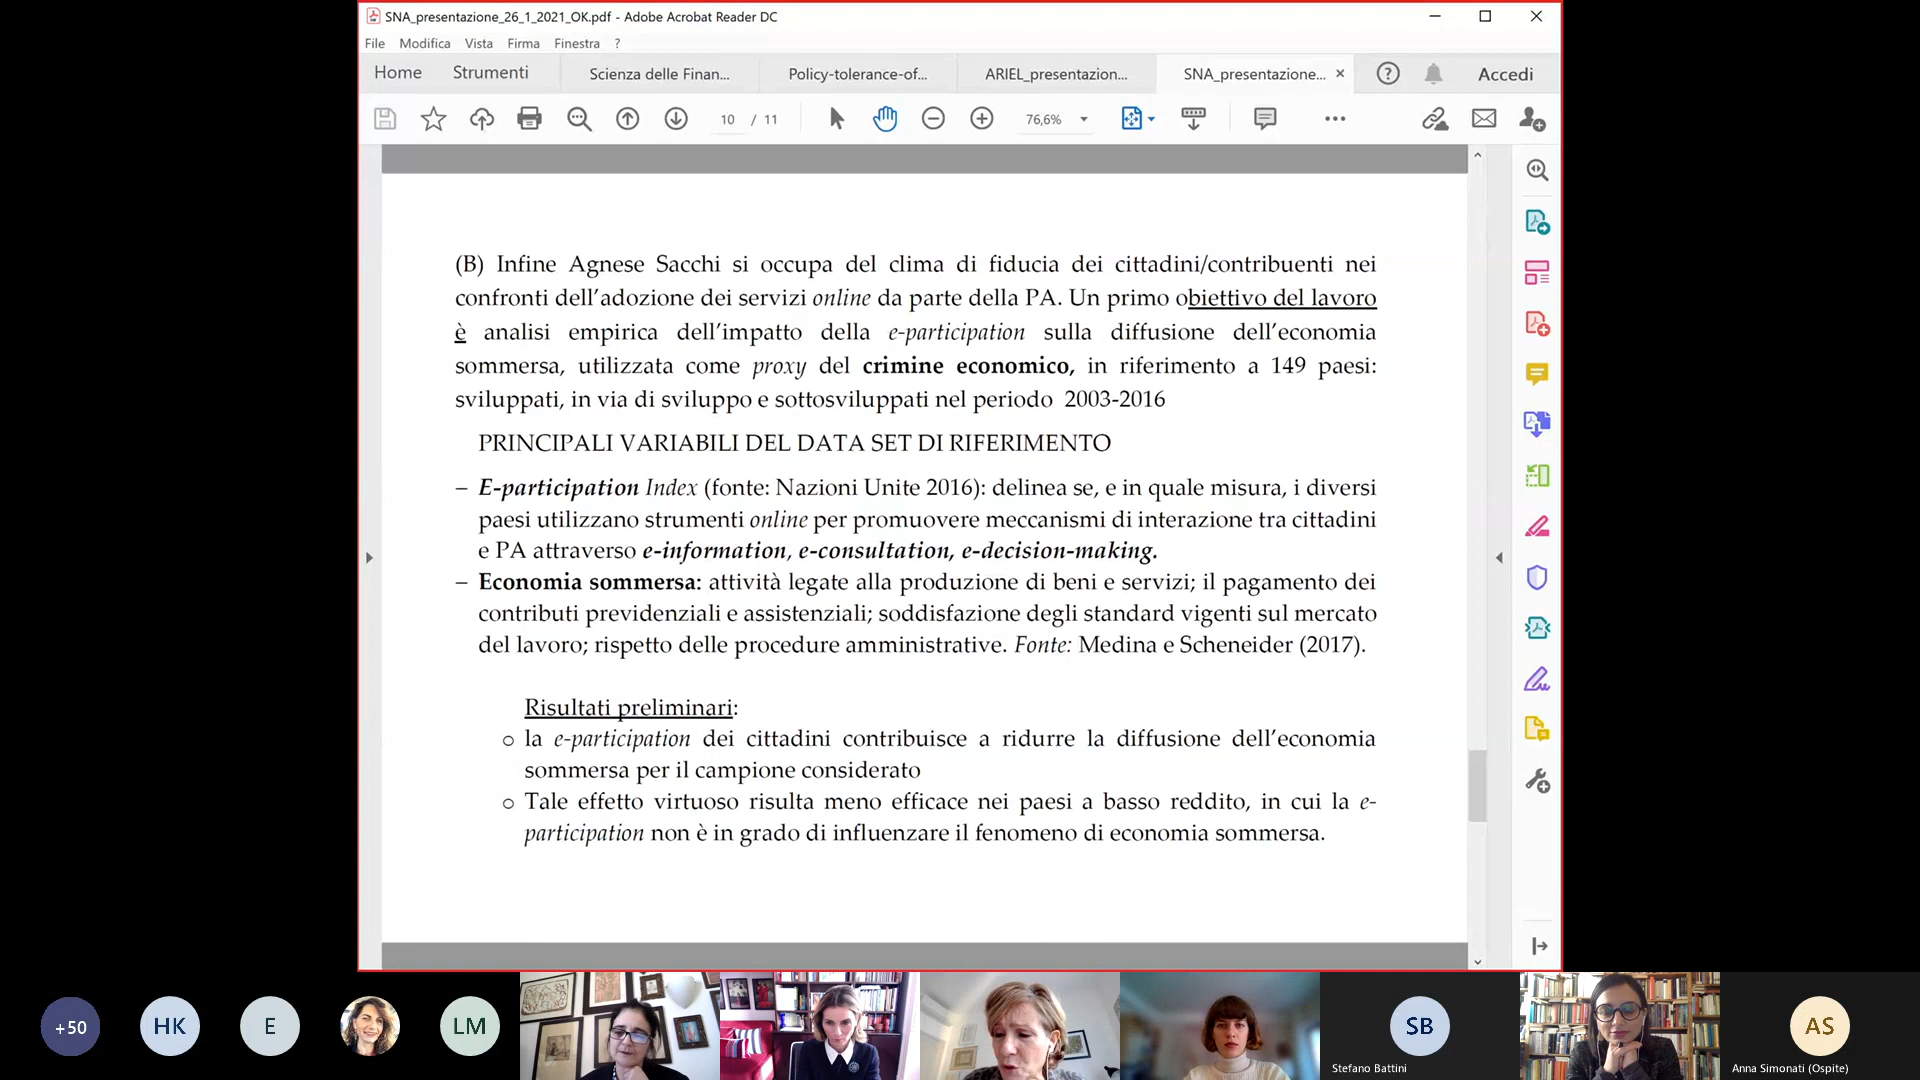 SNA_presentazione_26_1_2021_OK.pdf - Adobe Acrobat Reader DC
File Modifica Vista Firma Finestra ?
Home Strumenti Scienza delle Finan... Policy-tolerance-of... ARIEL_presentazion... SNA_presentazione... × ? Accedi
10 / 11 76,6%
(B) Infine Agnese Sacchi si occupa del clima di fiducia dei cittadini/contribuenti nei
confronti dell'adozione dei servizi online da parte della PA. Un primo obiettivo del lavoro
è analisi empirica dell'impatto della e-participation sulla diffusione dell'economia
sommersa, utilizzata come proxy del crimine economico, in riferimento a 149 paesi:
sviluppati, in via di sviluppo e sottosviluppati nel periodo 2003-2016
PRINCIPALI VARIABILI DEL DATA SET DI RIFERIMENTO
– E-participation Index (fonte: Nazioni Unite 2016): delinea se, e in quale misura, i diversi
paesi utilizzano strumenti online per promuovere meccanismi di interazione tra cittadini
e PA attraverso e-information, e-consultation, e-decision-making.
– Economia sommersa: attività legate alla produzione di beni e servizi; il pagamento dei
contributi previdenziali e assistenziali; soddisfazione degli standard vigenti sul mercato
del lavoro; rispetto delle procedure amministrative. Fonte: Medina e Scheneider (2017).
Risultati preliminari:
o la e-participation dei cittadini contribuisce a ridurre la diffusione dell'economia
sommersa per il campione considerato
o Tale effetto virtuoso risulta meno efficace nei paesi a basso reddito, in cui la e-
participation non è in grado di influenzare il fenomeno di economia sommersa.
+50 HK E LM SB AS
Stefano Battini Anna Simonati (Ospite)